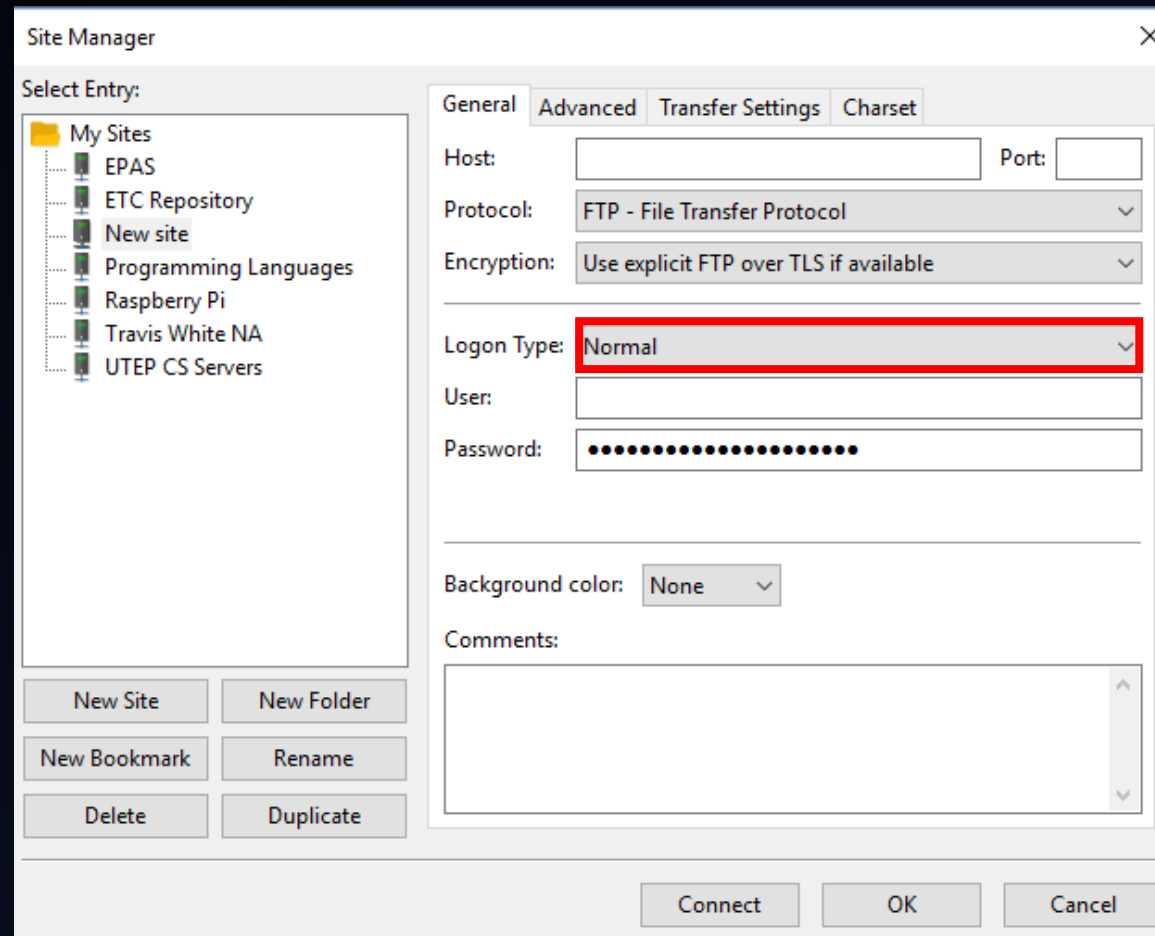 Site Manager
Select Entry:
My Sites
EPAS
ETC Repository
New site
Programming Languages
Raspberry Pi
Travis White NA
UTEP CS Servers
New Site New Folder
New Bookmark Rename
Delete Duplicate
General Advanced Transfer Settings Charset
Host: Port:
Protocol: FTP - File Transfer Protocol
Encryption: Use explicit FTP over TLS if available
Logon Type: Normal
User:
Password: ●●●●●●●●●●●●●●●●●●●●●
Background color: None
Comments:
Connect OK Cancel